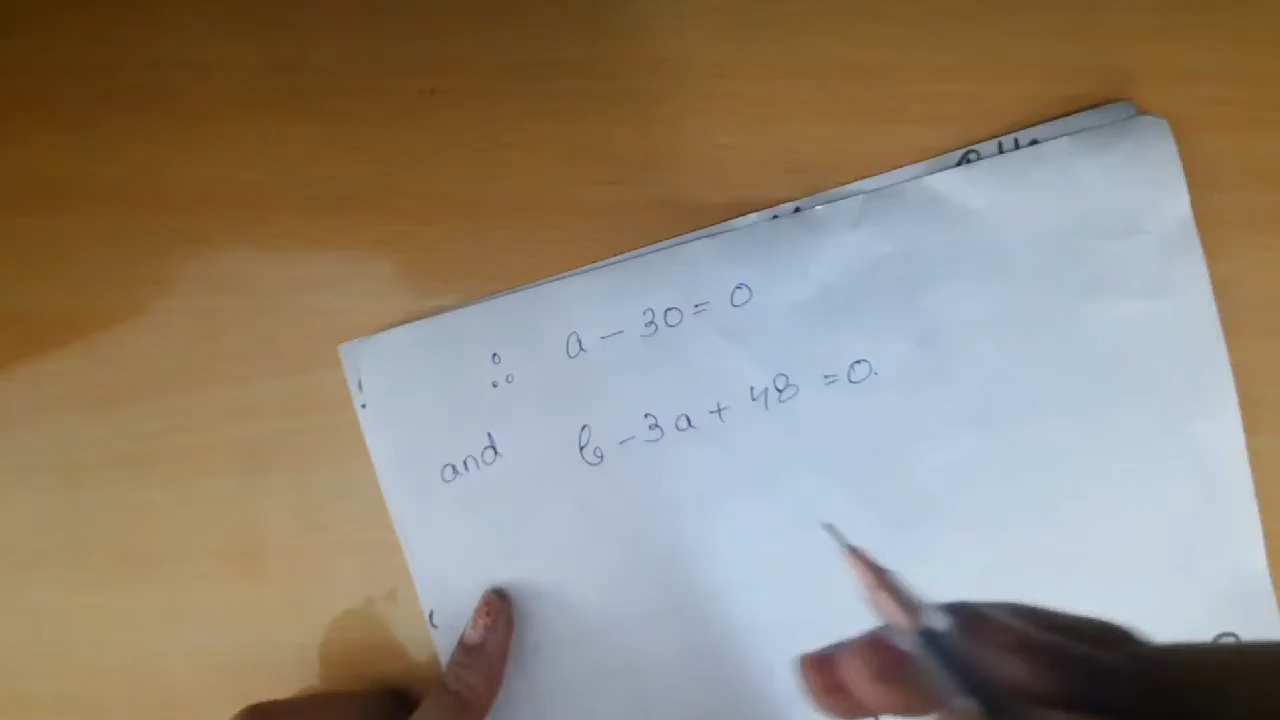 ∴ a - 30 = 0
and b - 3a + 48 = 0.